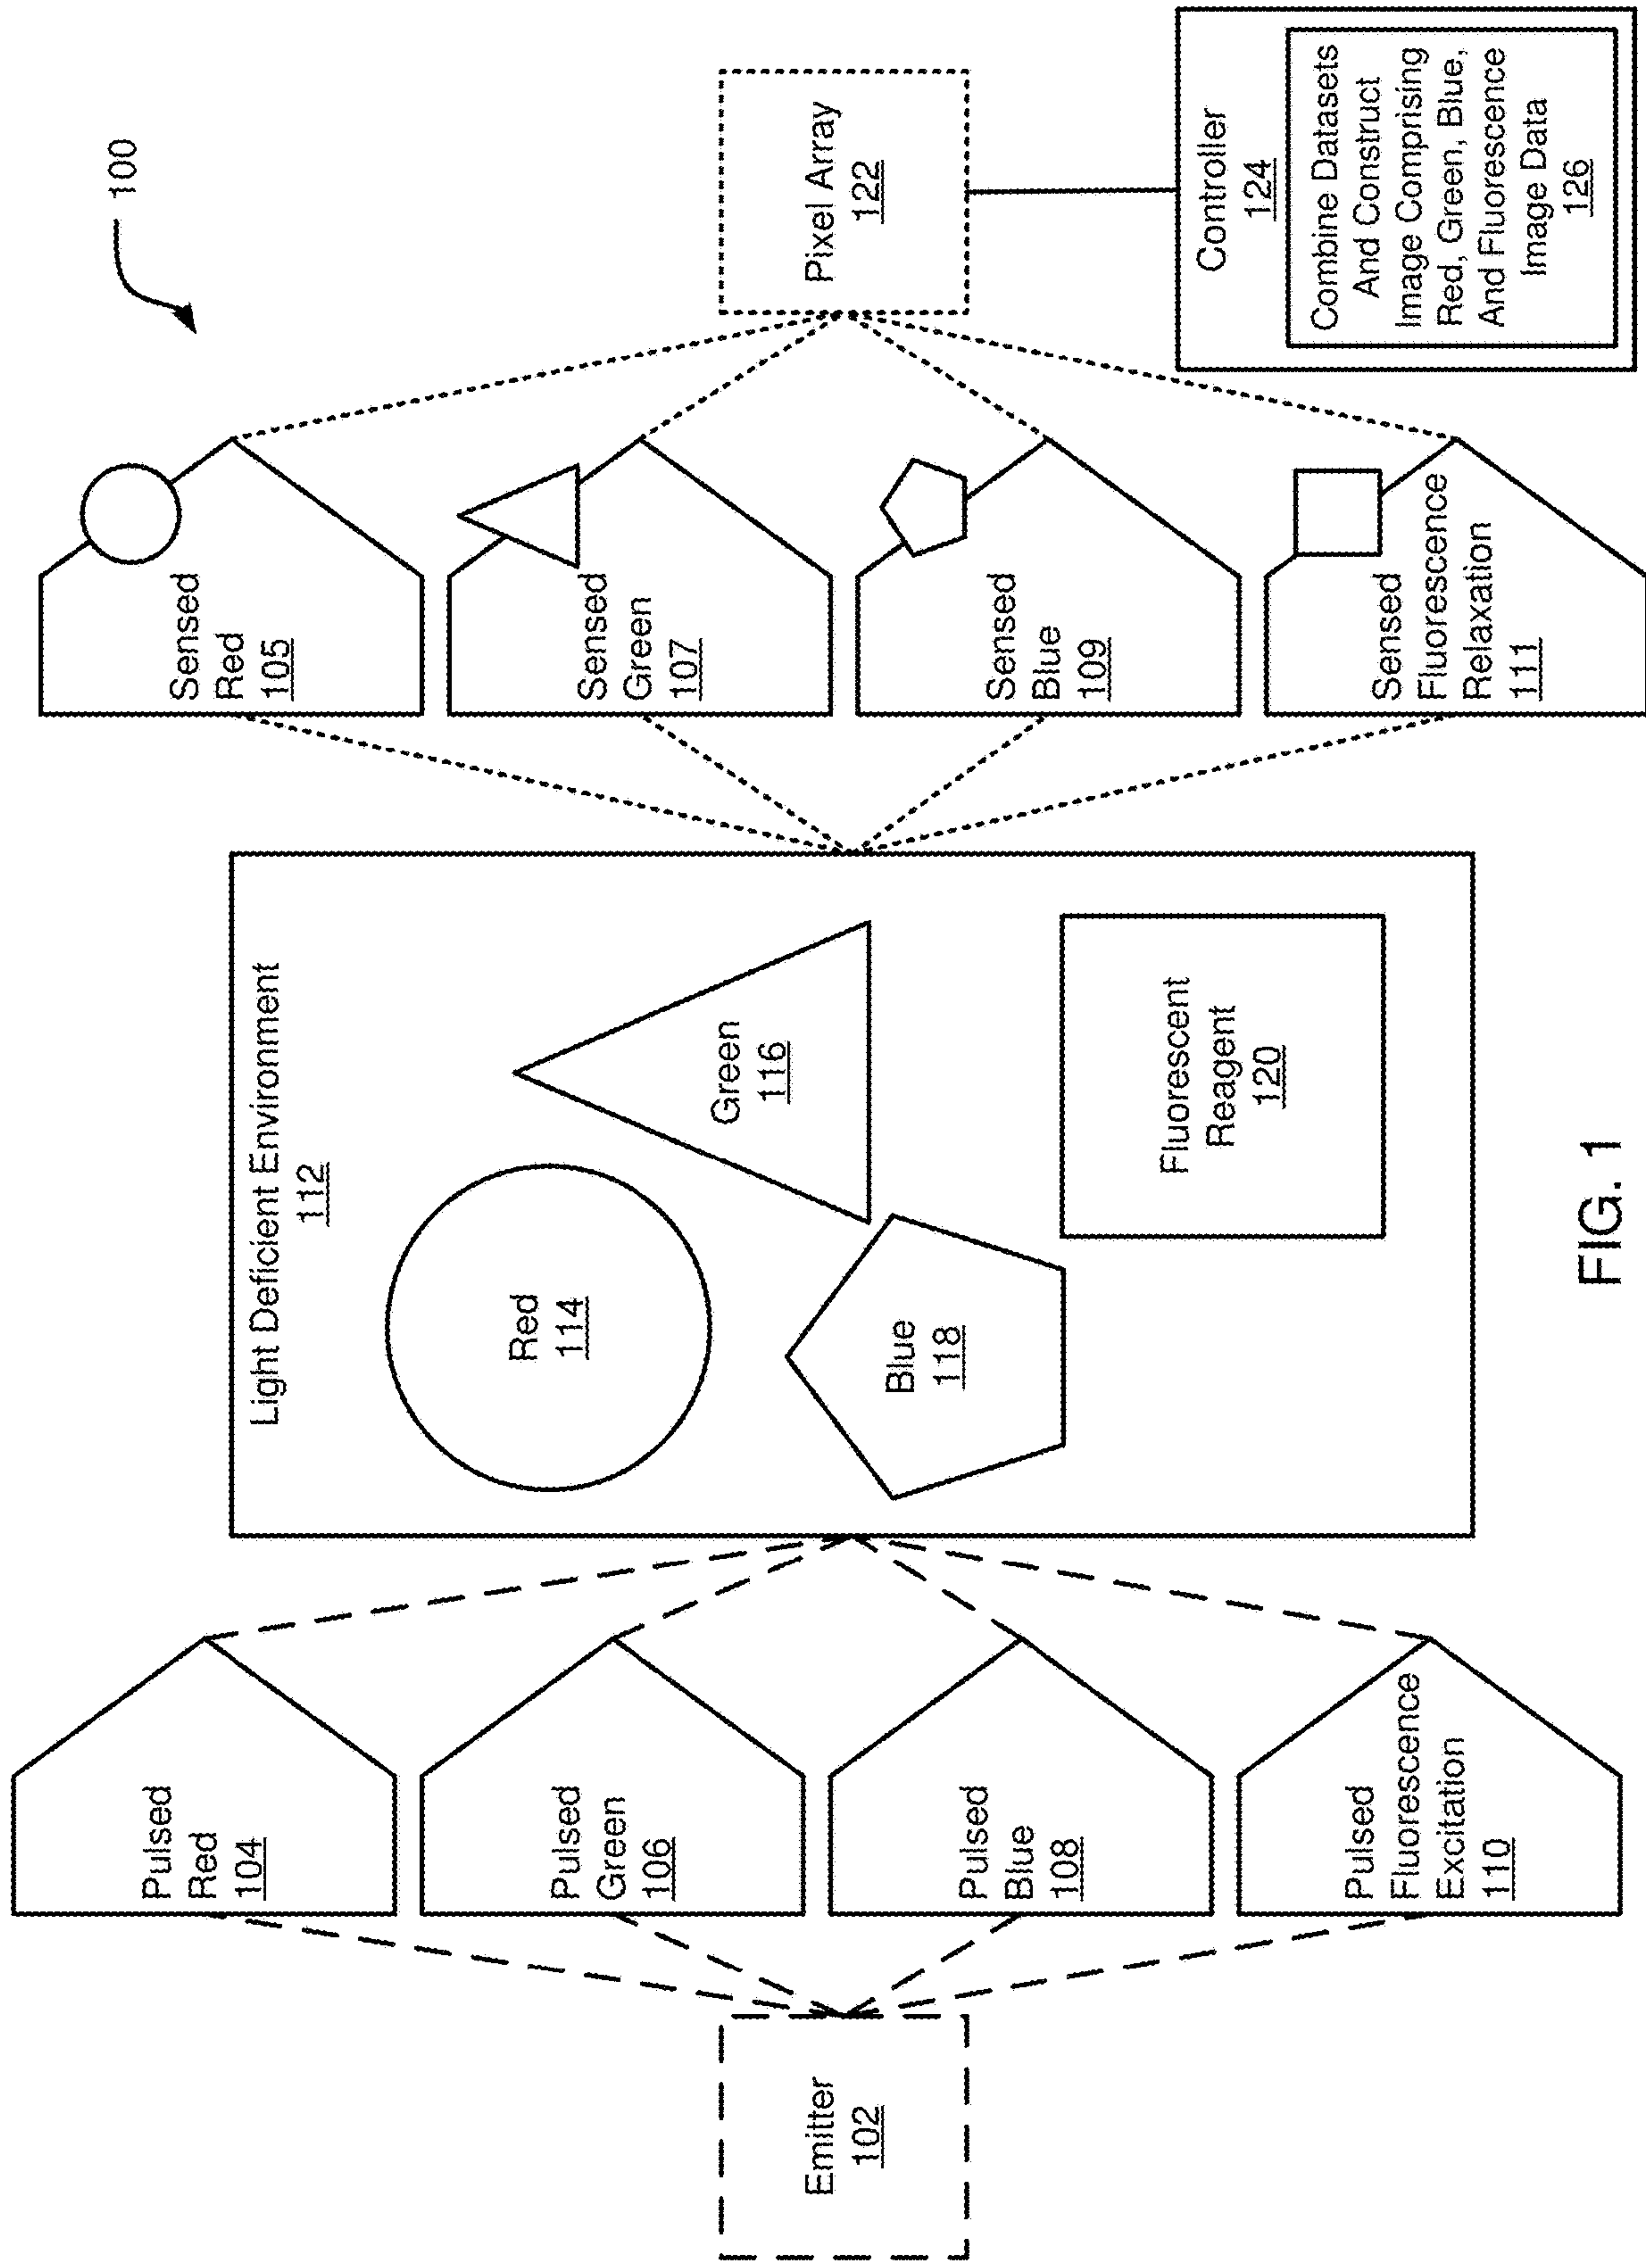 100
Emitter
102
Pulsed
Red
104
Pulsed
Green
106
Pulsed
Blue
108
Pulsed
Fluorescence
Excitation
110
Light Deficient Environment
112
Red
114
Green
116
Blue
118
Fluorescent
Reagent
120
Sensed
Red
105
Sensed
Green
107
Sensed
Blue
109
Sensed
Fluorescence
Relaxation
111
Pixel Array
122
Controller
124
Combine Datasets
And Construct
Image Comprising
Red, Green, Blue,
And Fluorescence
Image Data
126
FIG. 1